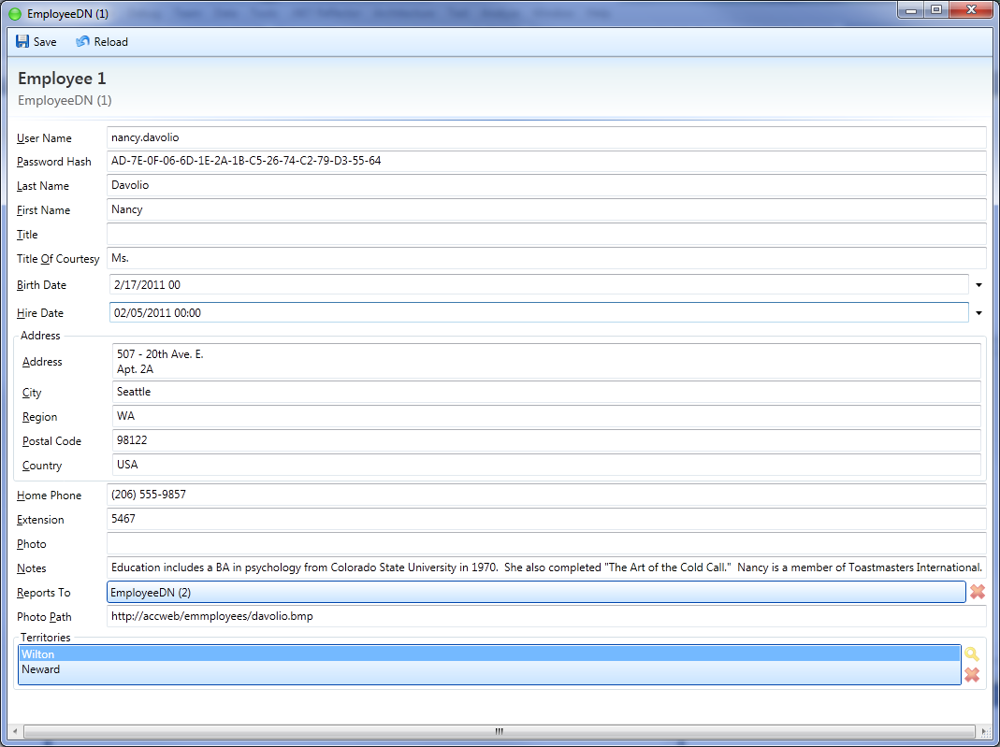 EmployeeDN (1)
Save Reload
Employee 1
EmployeeDN (1)
User Name nancy.davolio
Password Hash AD-7E-0F-06-6D-1E-2A-1B-C5-26-74-C2-79-D3-55-64
Last Name Davolio
First Name Nancy
Title
Title Of Courtesy Ms.
Birth Date 2/17/2011 00
Hire Date 02/05/2011 00:00
Address
Address 507 - 20th Ave. E.
Apt. 2A
City Seattle
Region WA
Postal Code 98122
Country USA
Home Phone (206) 555-9857
Extension 5467
Photo
Notes Education includes a BA in psychology from Colorado State University in 1970.  She also completed "The Art of the Cold Call."  Nancy is a member of Toastmasters International.
Reports To EmployeeDN (2)
Photo Path http://accweb/emmployees/davolio.bmp
Territories
Wilton
Neward